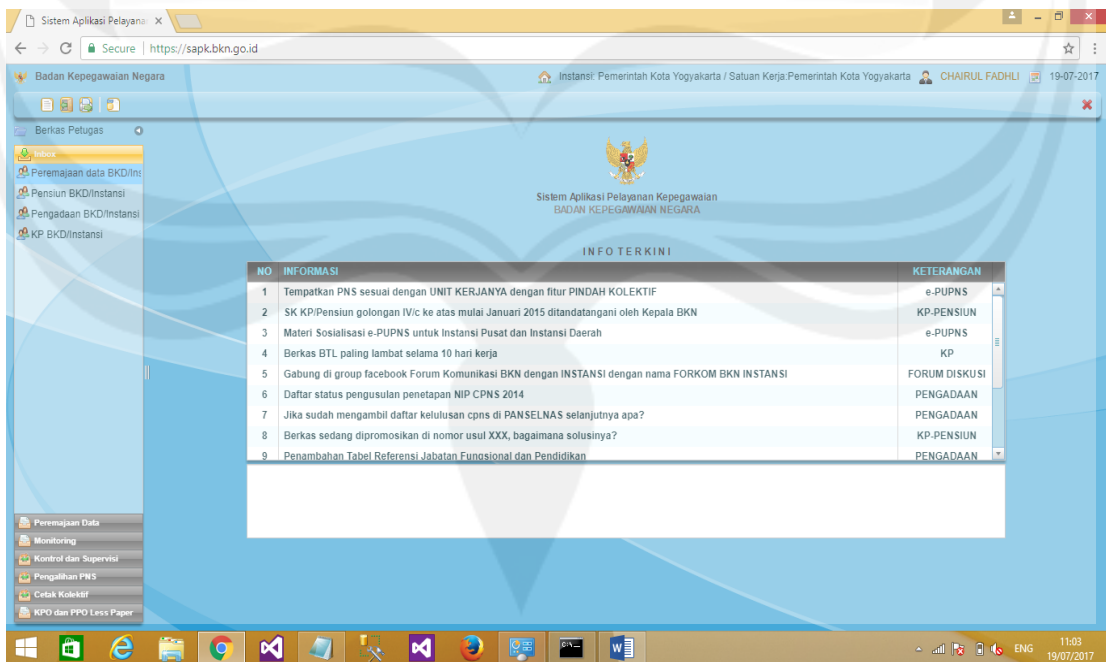 Sistem Aplikasi Pelayanan
Secure https://sapk.bkn.go.id
Badan Kepegawaian Negara
Instansi: Pemerintah Kota Yogyakarta / Satuan Kerja:Pemerintah Kota Yogyakarta CHAIRUL FADHLI 19-07-2017
Berkas Petugas
Inbox
Peremajaan data BKD/Ins
Pensiun BKD/Instansi
Pengadaan BKD/Instansi
KP BKD/Instansi
Sistem Aplikasi Pelayanan Kepegawaian
BADAN KEPEGAWAIAN NEGARA
INFO TERKINI
NO INFORMASI KETERANGAN
1 Tempatkan PNS sesuai dengan UNIT KERJANYA dengan fitur PINDAH KOLEKTIF e-PUPNS
2 SK KP/Pensiun golongan IV/c ke atas mulai Januari 2015 ditandatangani oleh Kepala BKN KP-PENSIUN
3 Materi Sosialisasi e-PUPNS untuk Instansi Pusat dan Instansi Daerah e-PUPNS
4 Berkas BTL paling lambat selama 10 hari kerja KP
5 Gabung di group facebook Forum Komunikasi BKN dengan INSTANSI dengan nama FORKOM BKN INSTANSI FORUM DISKUSI
6 Daftar status pengusulan penetapan NIP CPNS 2014 PENGADAAN
7 Jika sudah mengambil daftar kelulusan cpns di PANSELNAS selanjutnya apa? PENGADAAN
8 Berkas sedang dipromosikan di nomor usul XXX, bagaimana solusinya? KP-PENSIUN
9 Penambahan Tabel Referensi Jabatan Fungsional dan Pendidikan PENGADAAN
Peremajaan Data
Monitoring
Kontrol dan Supervisi
Pengalihan PNS
Cetak Kolektif
KPO dan PPO Less Paper
ENG 11:03
19/07/2017